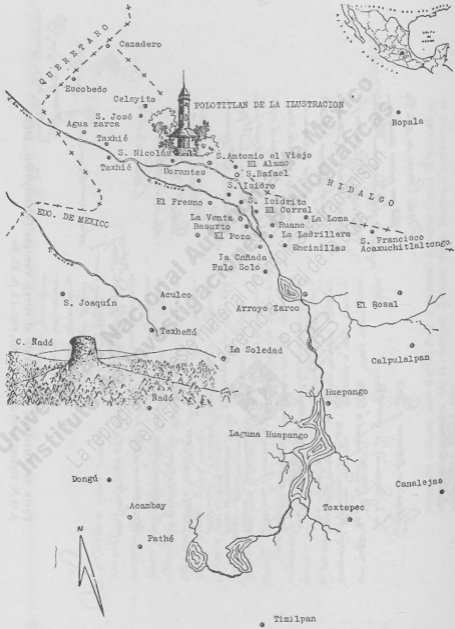 QUERETARO
Cazadero
Escobedo
Celayita
POLOTITLAN DE LA ILUSTRACION
Nopala
S. José
Agua zarca
Taxhié
Taxhié
S. Nicolás
S. Antonio el Viejo
El Alamo
S. Rafael
Dorantes
S. Isidro
HIDALGO
El Fresno
S. Isidrito
El Corral
La Venta
La Loma
EDO. DE MEXICO
Basurto
Ruano
El Pozo
La Ladrillera
S. Francisco
Acaxuchitlaltongo
Encinillas
La Cañada
Palo Solo
S. Joaquín
Aculco
Arroyo Zarco
El Rosal
Texheñé
C. Ñadó
La Soledad
Calpulalpan
Ñadó
Huapango
Laguna Huapango
Dongú
Canalejas
Acambay
Toxtepec
Pathé
N
Timilpan